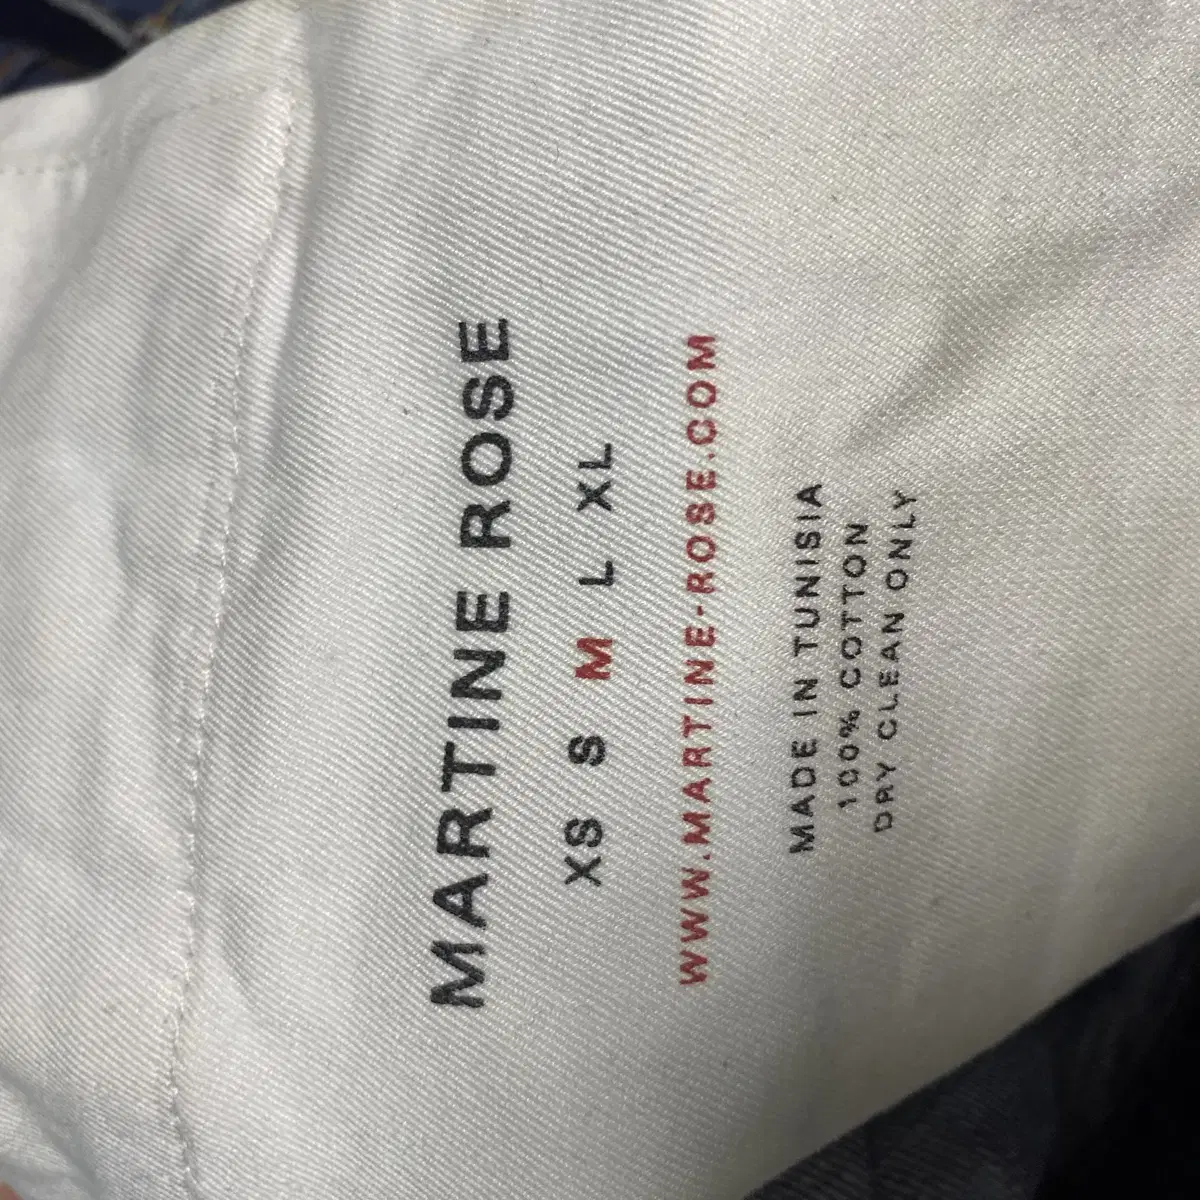 MARTINE ROSE
XS S M L XL
WWW.MARTINE-ROSE.COM
MADE IN TUNISIA
100% COTTON
DRY CLEAN ONLY